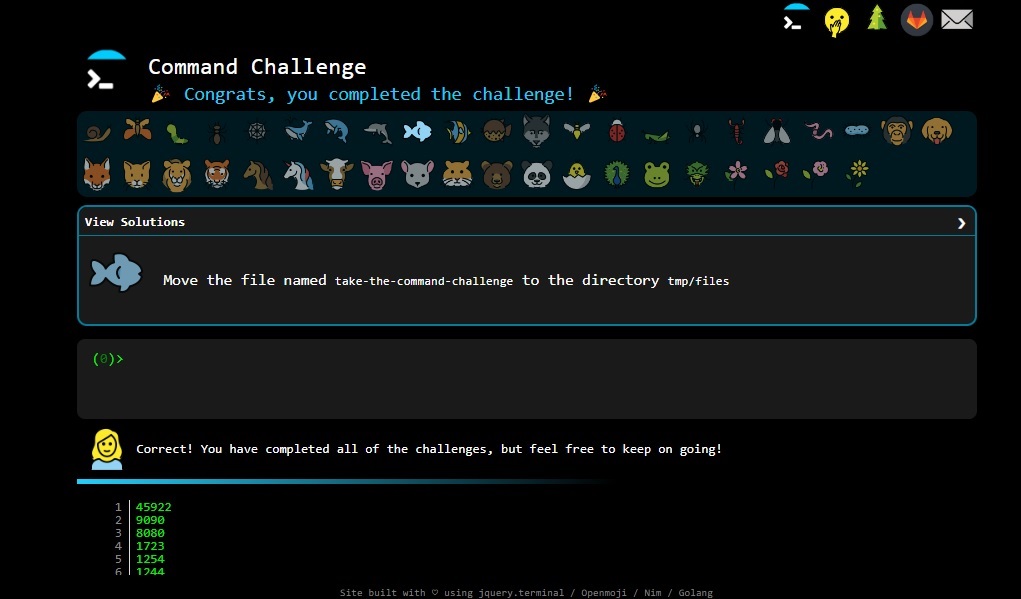 Command Challenge
Congrats, you completed the challenge!
View Solutions
Move the file named take-the-command-challenge to the directory tmp/files
(0)>
Correct! You have completed all of the challenges, but feel free to keep on going!
1 45922
2 9090
3 8080
4 1723
5 1254
6 1244
Site built with ♡ using jquery.terminal / Openmoji / Nim / Golang